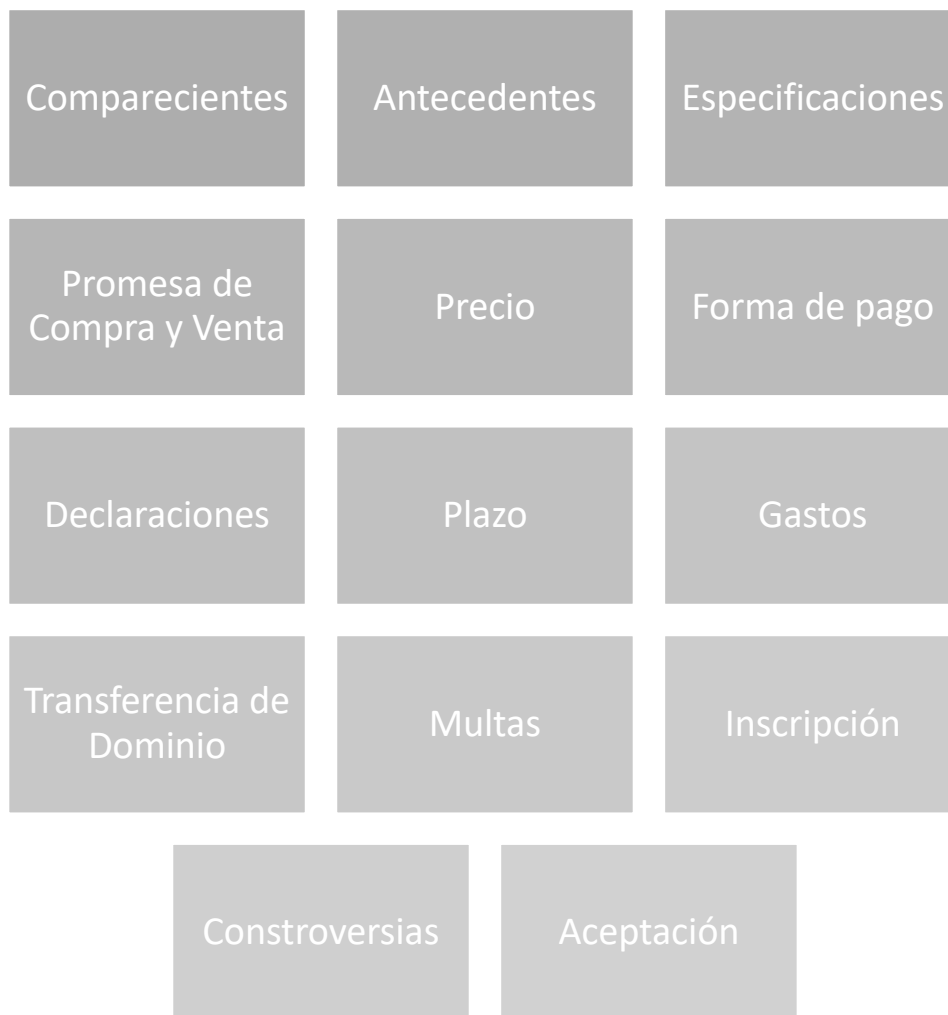 Comparecientes
Antecedentes
Especificaciones
Promesa de
Compra y Venta
Precio
Forma de pago
Declaraciones
Plazo
Gastos
Transferencia de
Dominio
Multas
Inscripción
Constroversias
Aceptación